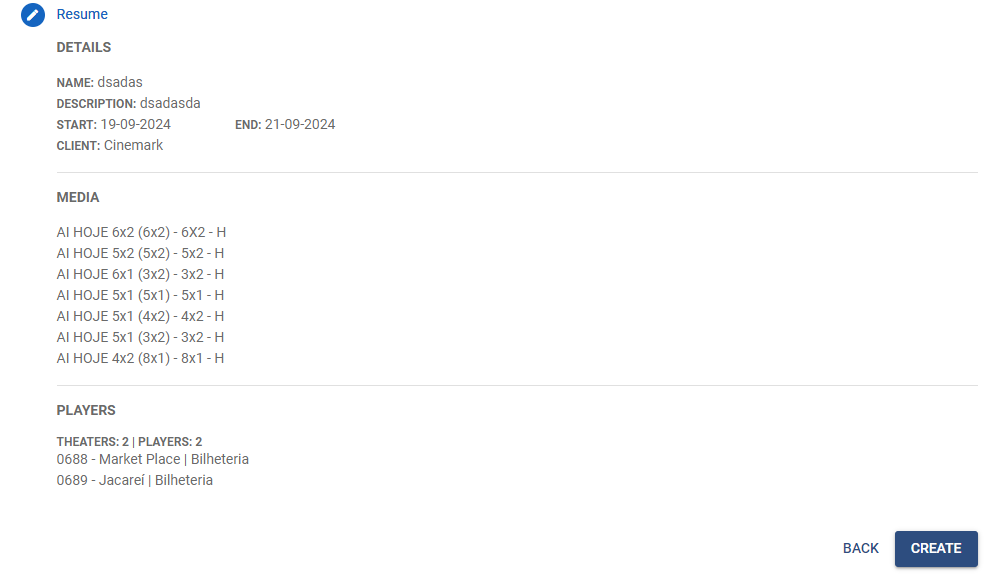 Resume
DETAILS
NAME: dsadas
DESCRIPTION: dsadasda
START: 19-09-2024 END: 21-09-2024
CLIENT: Cinemark
MEDIA
AI HOJE 6x2 (6x2) - 6X2 - H
AI HOJE 5x2 (5x2) - 5x2 - H
AI HOJE 6x1 (3x2) - 3x2 - H
AI HOJE 5x1 (5x1) - 5x1 - H
AI HOJE 5x1 (4x2) - 4x2 - H
AI HOJE 5x1 (3x2) - 3x2 - H
AI HOJE 4x2 (8x1) - 8x1 - H
PLAYERS
THEATERS: 2 | PLAYERS: 2
0688 - Market Place | Bilheteria
0689 - Jacareí | Bilheteria
BACK CREATE